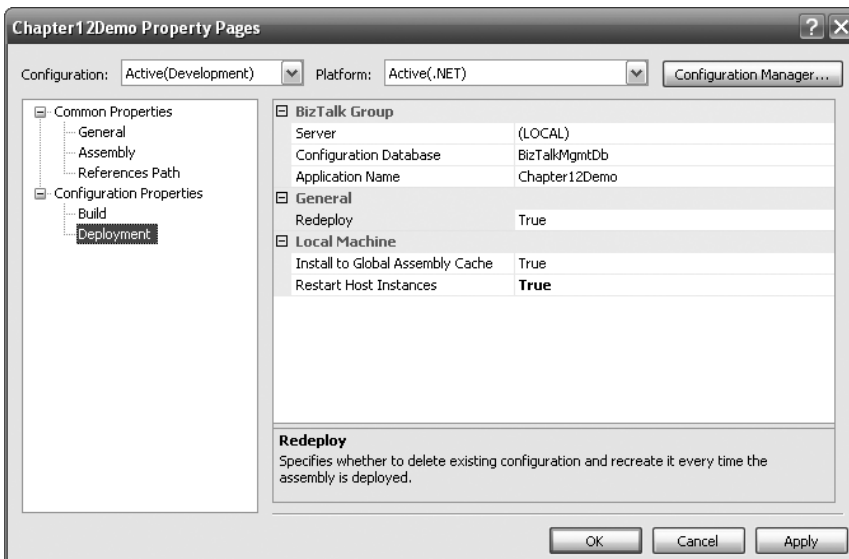 Chapter12Demo Property Pages
Configuration: Active(Development) Platform: Active(.NET) Configuration Manager...
Common Properties
General
Assembly
References Path
Configuration Properties
Build
Deployment
BizTalk Group
Server (LOCAL)
Configuration Database BizTalkMgmtDb
Application Name Chapter12Demo
General
Redeploy True
Local Machine
Install to Global Assembly Cache True
Restart Host Instances True
Redeploy
Specifies whether to delete existing configuration and recreate it every time the
assembly is deployed.
OK Cancel Apply